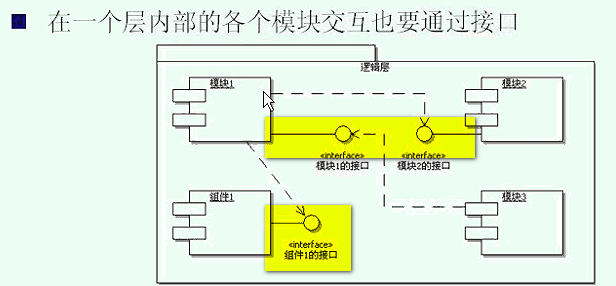 在一个层内部的各个模块交互也要通过接口
逻辑层
模块1
模块2
<interface>
模块1的接口
<interface>
模块2的接口
组件1
模块3
<interface>
组件1的接口